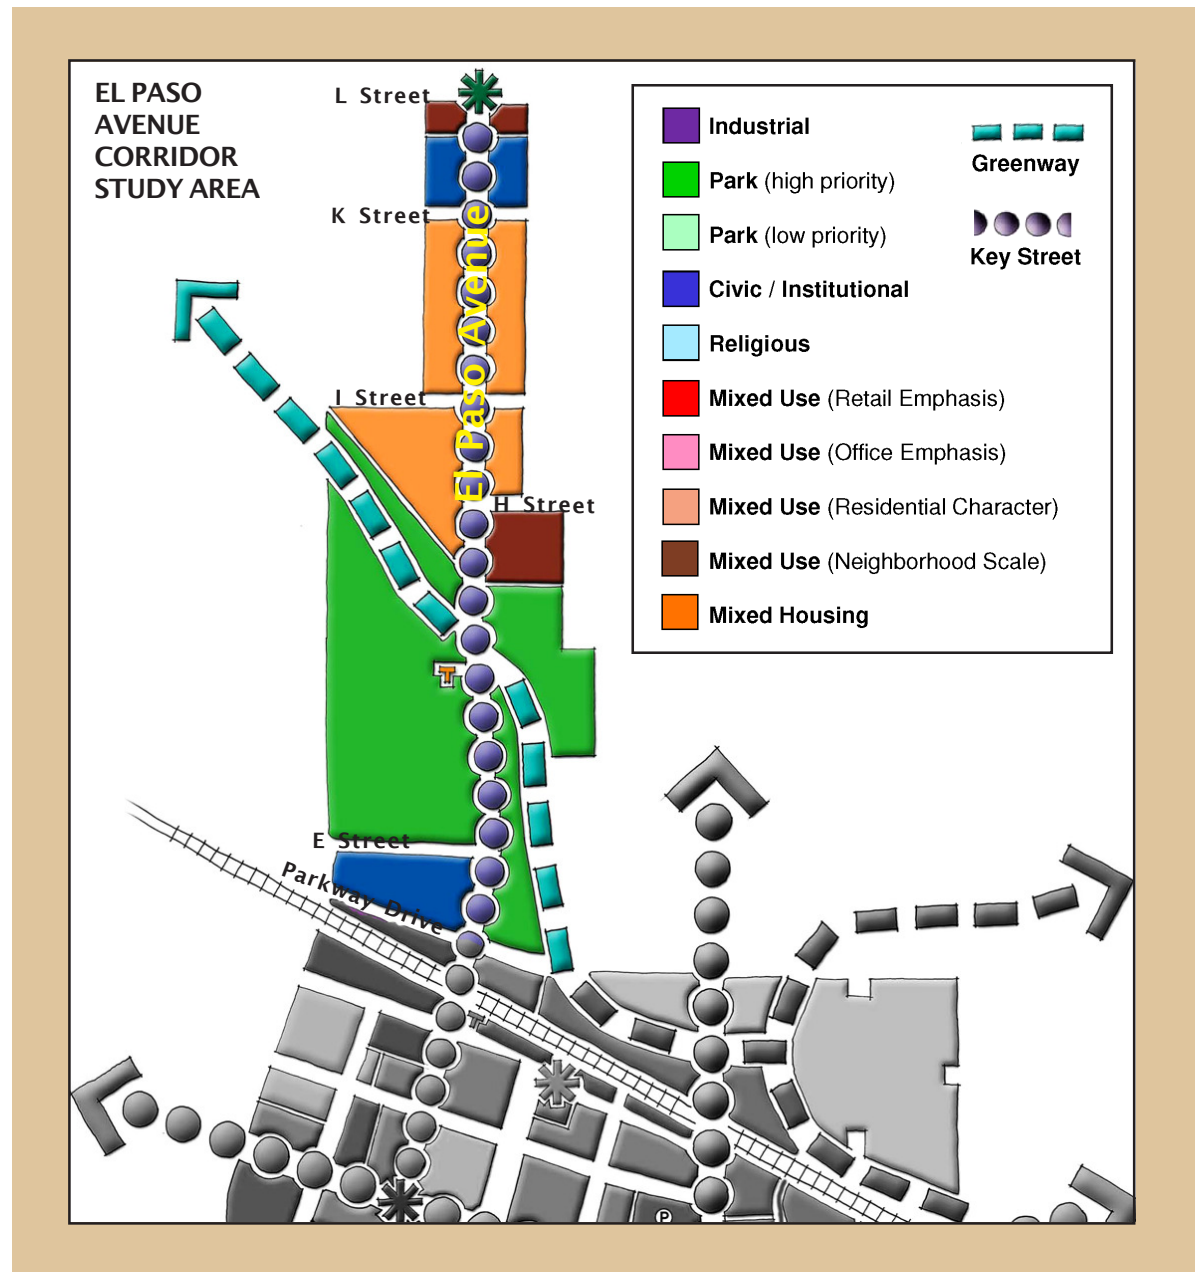 EL PASO
AVENUE
CORRIDOR
STUDY AREA
L Street
K Street
El Paso Avenue
I Street
H Street
E Street
Parkway Drive
P
Industrial
Park (high priority)
Park (low priority)
Civic / Institutional
Religious
Mixed Use (Retail Emphasis)
Mixed Use (Office Emphasis)
Mixed Use (Residential Character)
Mixed Use (Neighborhood Scale)
Mixed Housing
Greenway
Key Street